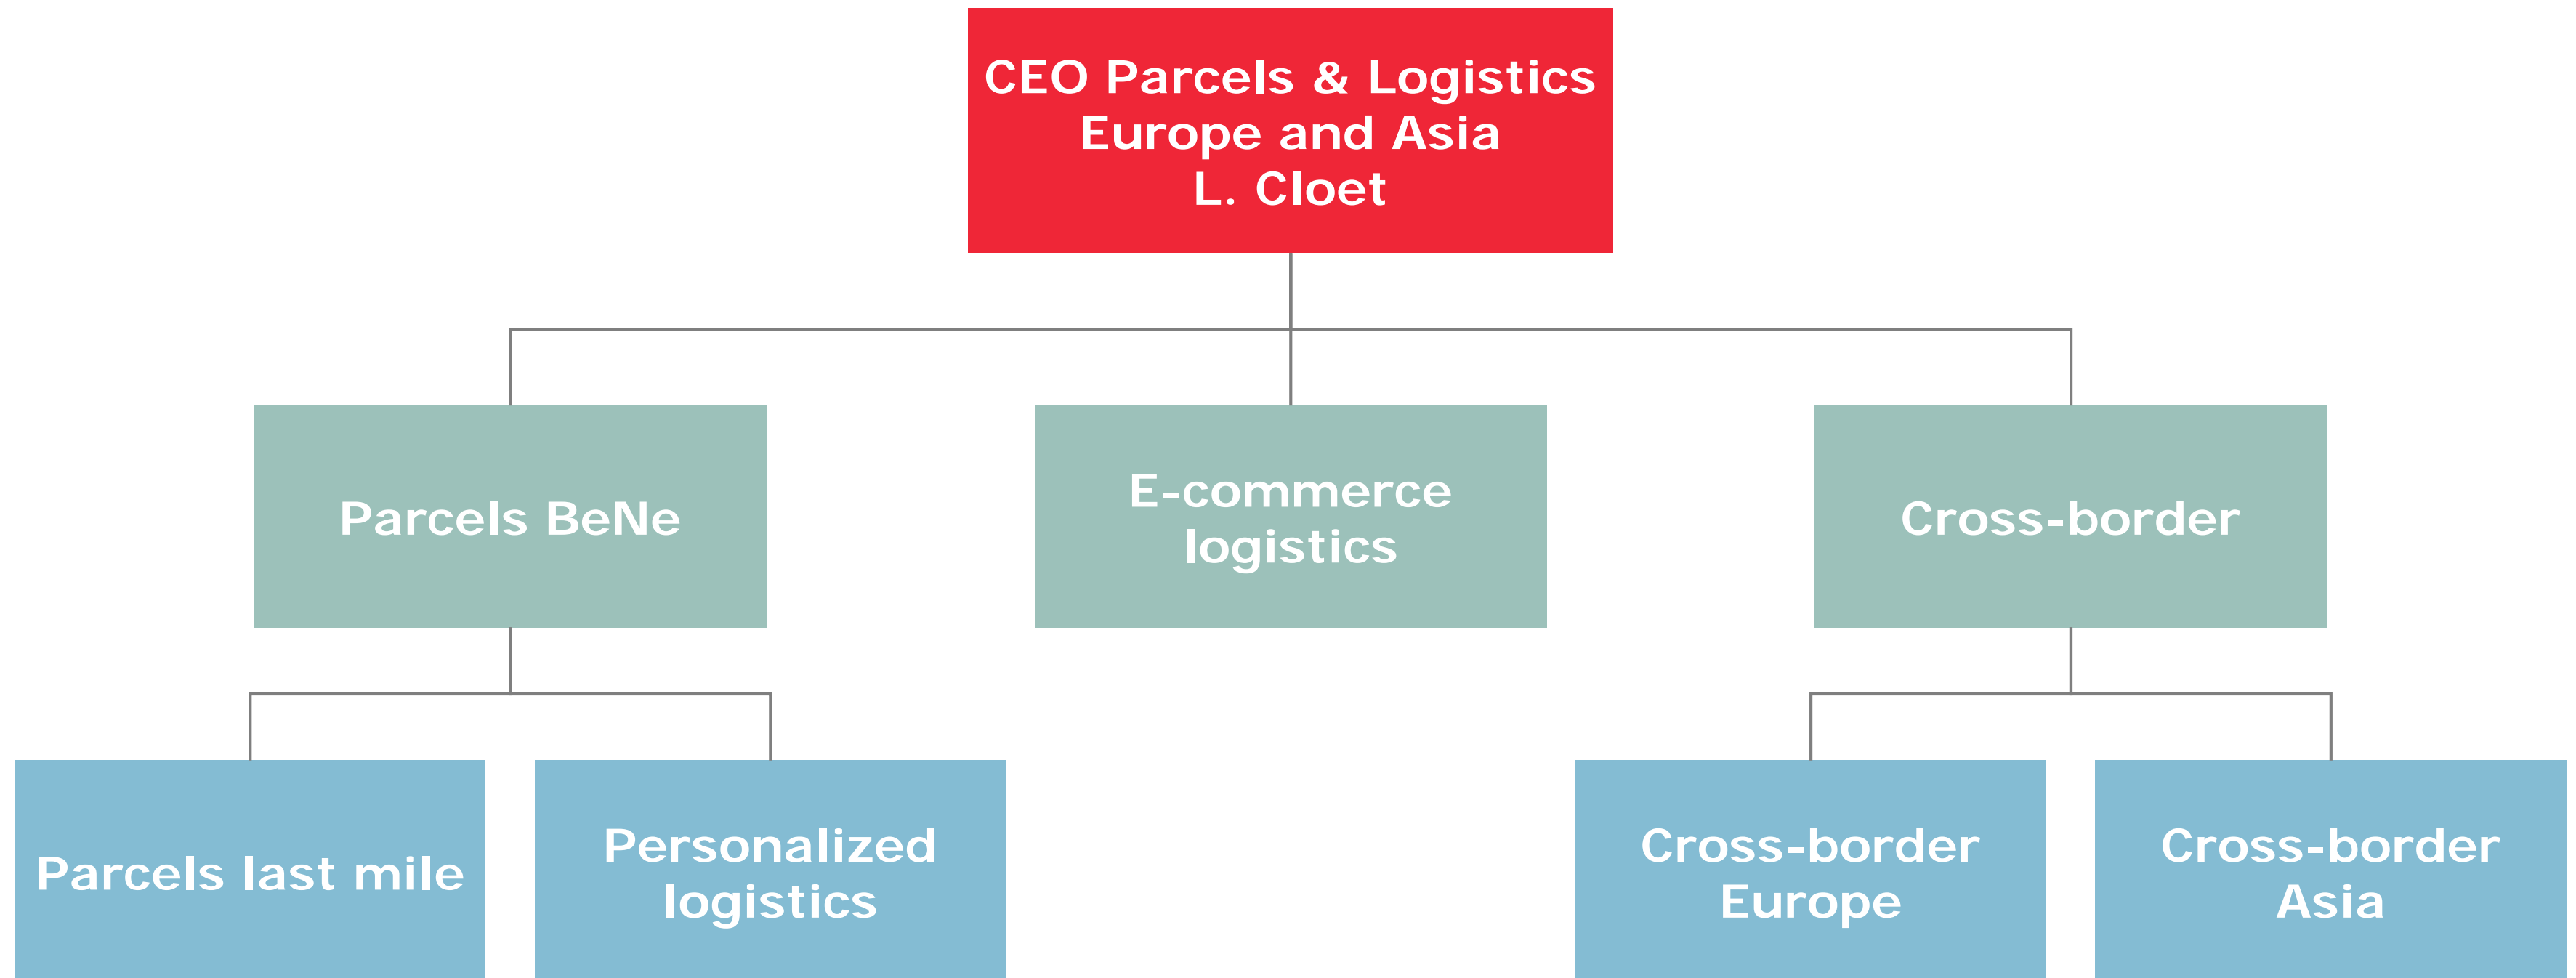 CEO Parcels & Logistics
Europe and Asia
L. Cloet
Parcels BeNe
E-commerce
logistics
Cross-border
Parcels last mile
Personalized
logistics
Cross-border
Europe
Cross-border
Asia